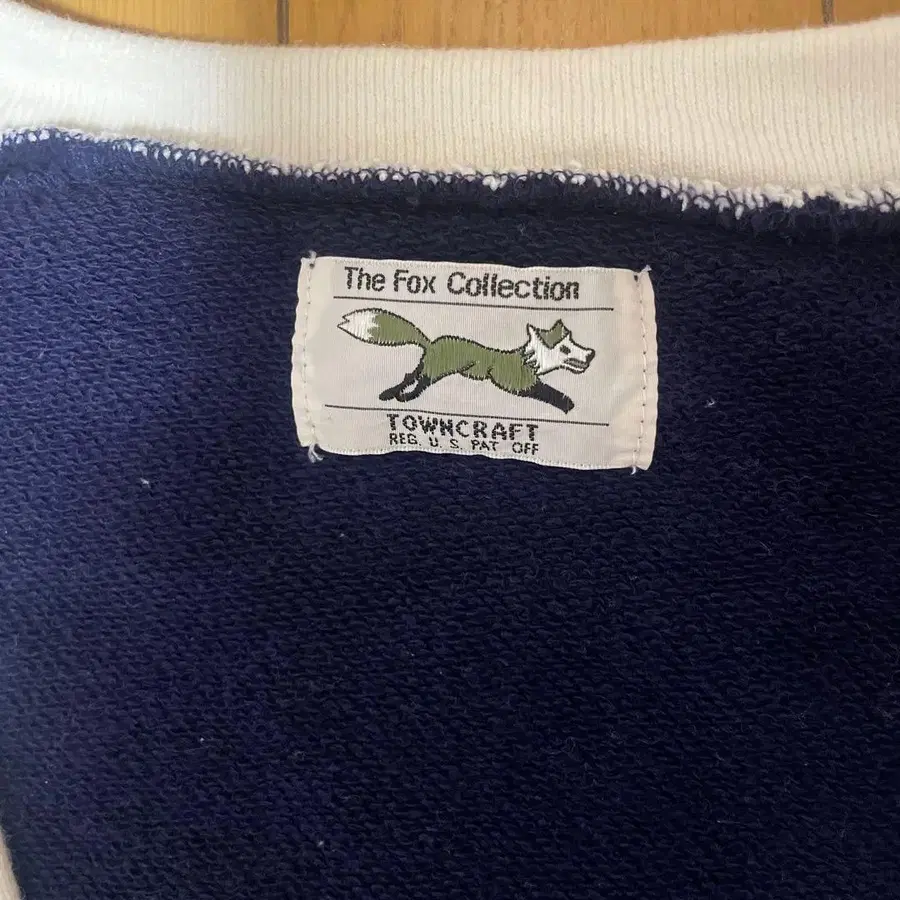 The Fox Collection
TOWNCRAFT
REG. U. S. PAT OFF